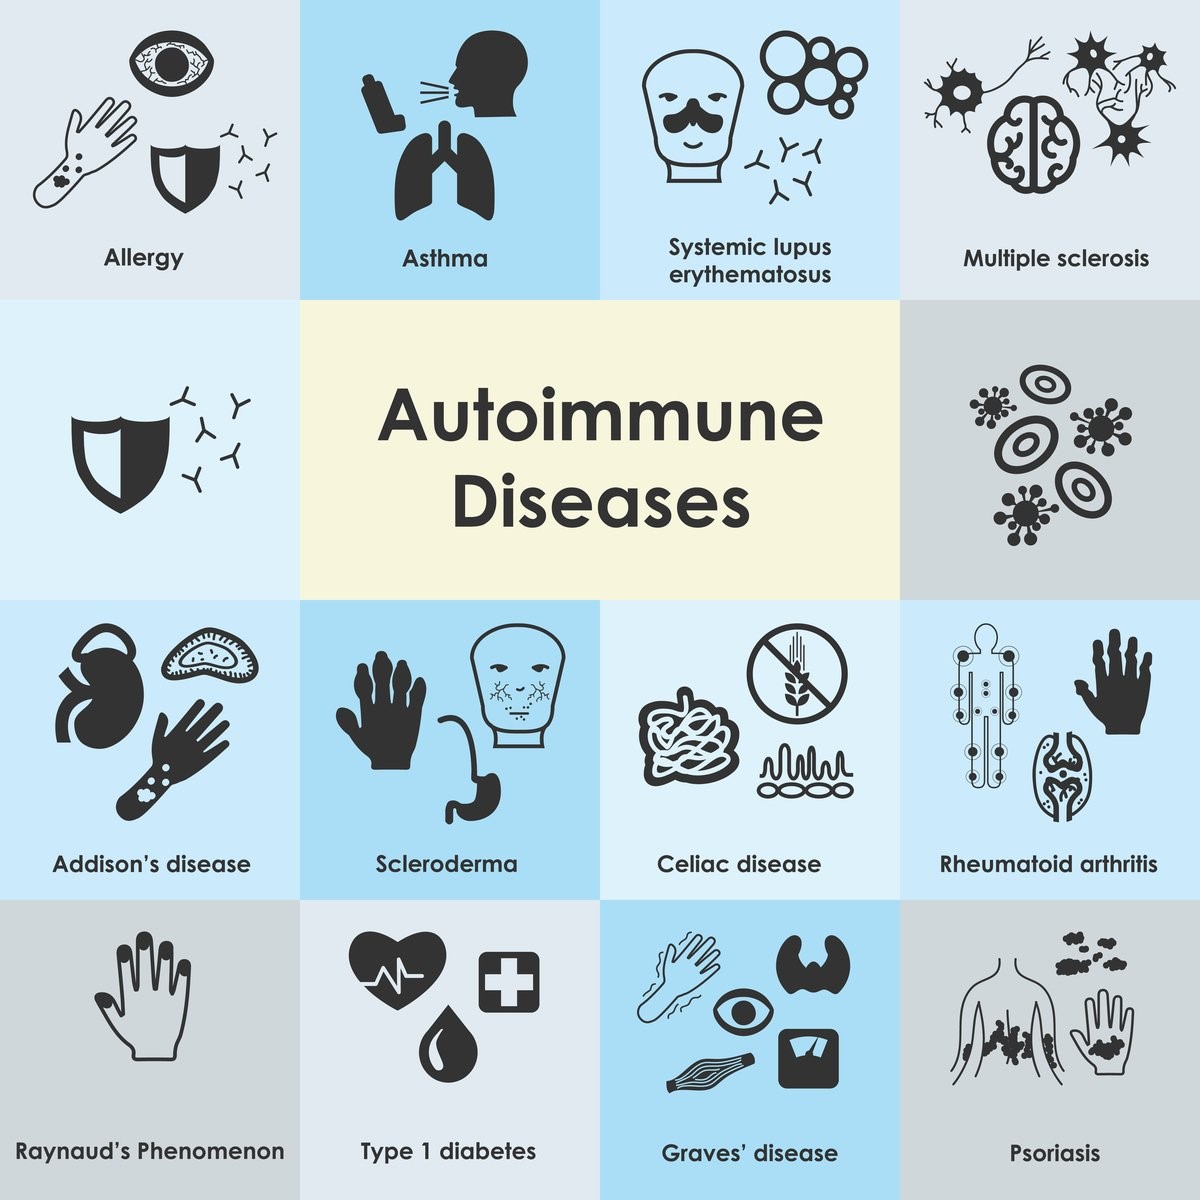 Allergy
Asthma
Systemic lupus
erythematosus
Multiple sclerosis
Autoimmune
Diseases
Addison’s disease
Scleroderma
Celiac disease
Rheumatoid arthritis
Raynaud’s Phenomenon
Type 1 diabetes
Graves’ disease
Psoriasis